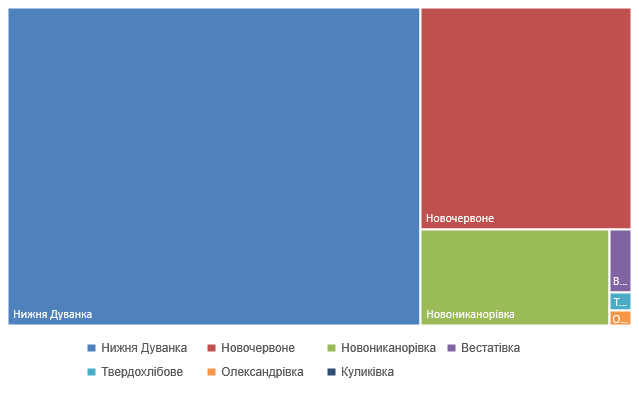 Новочервоне
В...
Т...
О...
Нижня Дуванка
Новониканорівка
Нижня Дуванка Новочервоне Новониканорівка Вестатівка
Твердохлібове Олександрівка Куликівка